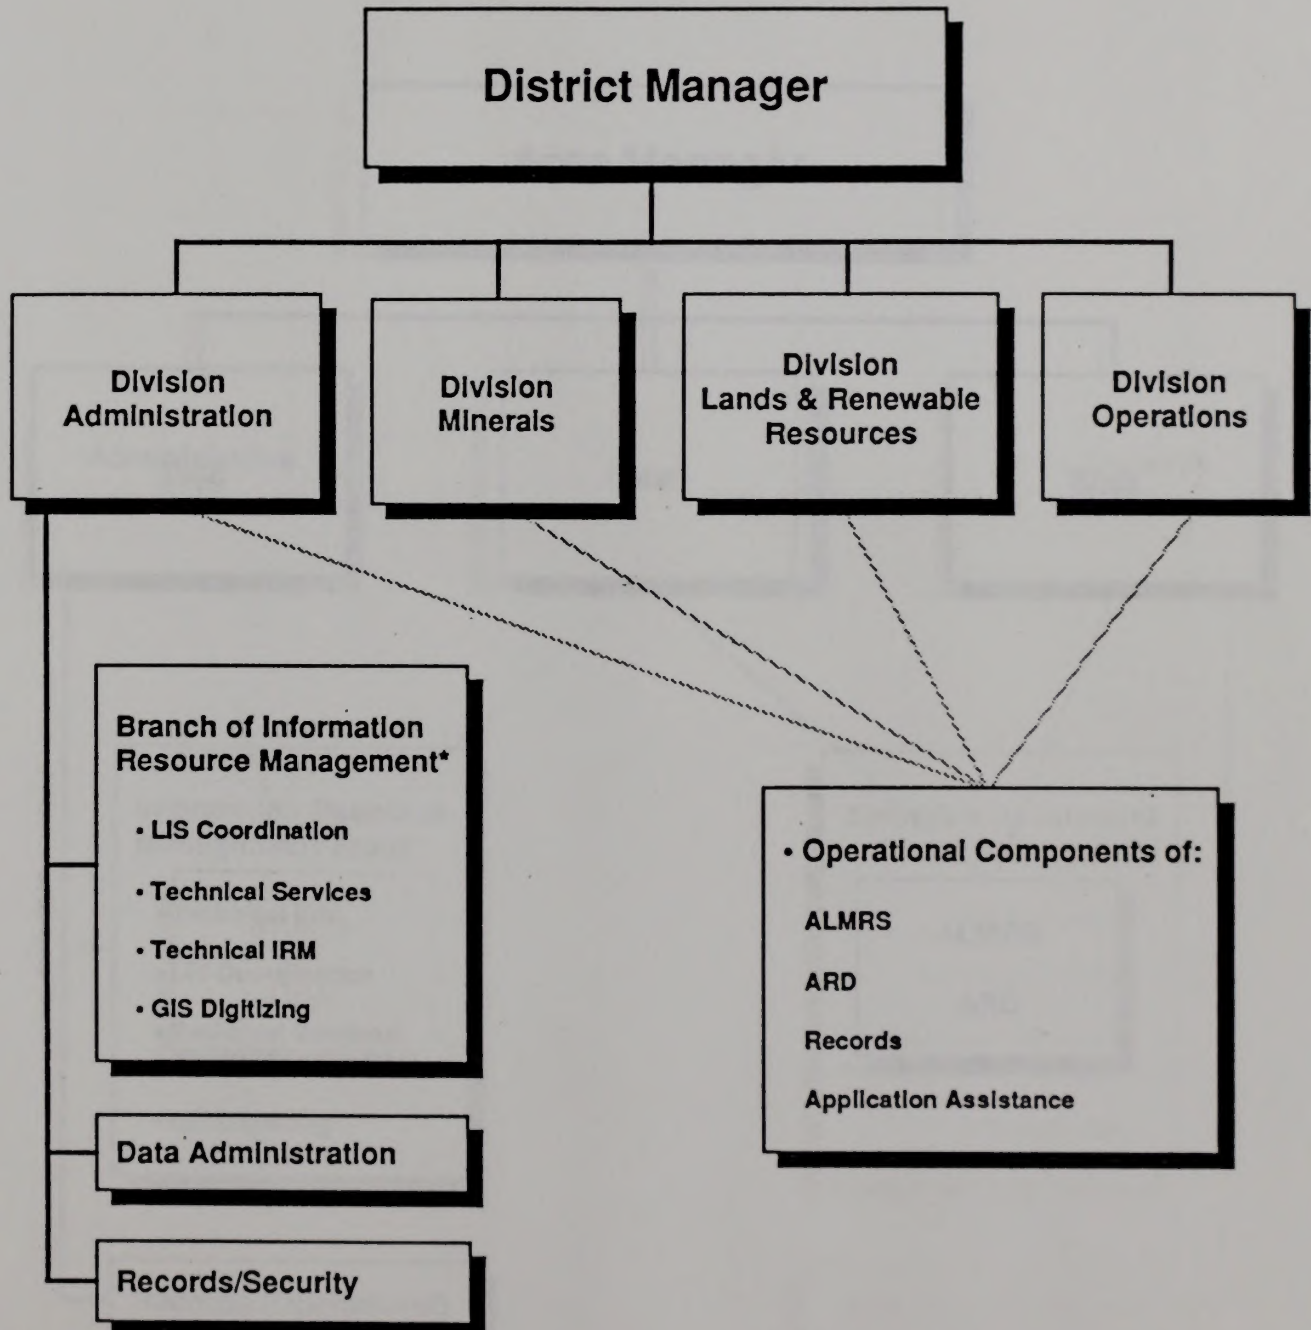 District Manager
Division
Administration
Division
Minerals
Division
Lands & Renewable
Resources
Division
Operations
Branch of Information
Resource Management*
• LIS Coordination
• Technical Services
• Technical IRM
• GIS Digitizing
Data Administration
Records/Security
• Operational Components of:
ALMRS
ARD
Records
Application Assistance